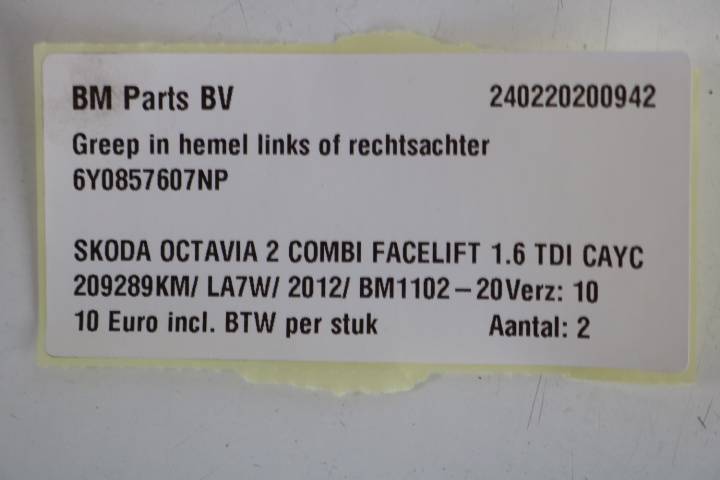 BM Parts BV 240220200942
Greep in hemel links of rechtsachter
6Y0857607NP
SKODA OCTAVIA 2 COMBI FACELIFT 1.6 TDI CAYC
209289KM/ LA7W/ 2012/ BM1102-20Verz: 10
10 Euro incl. BTW per stuk Aantal: 2